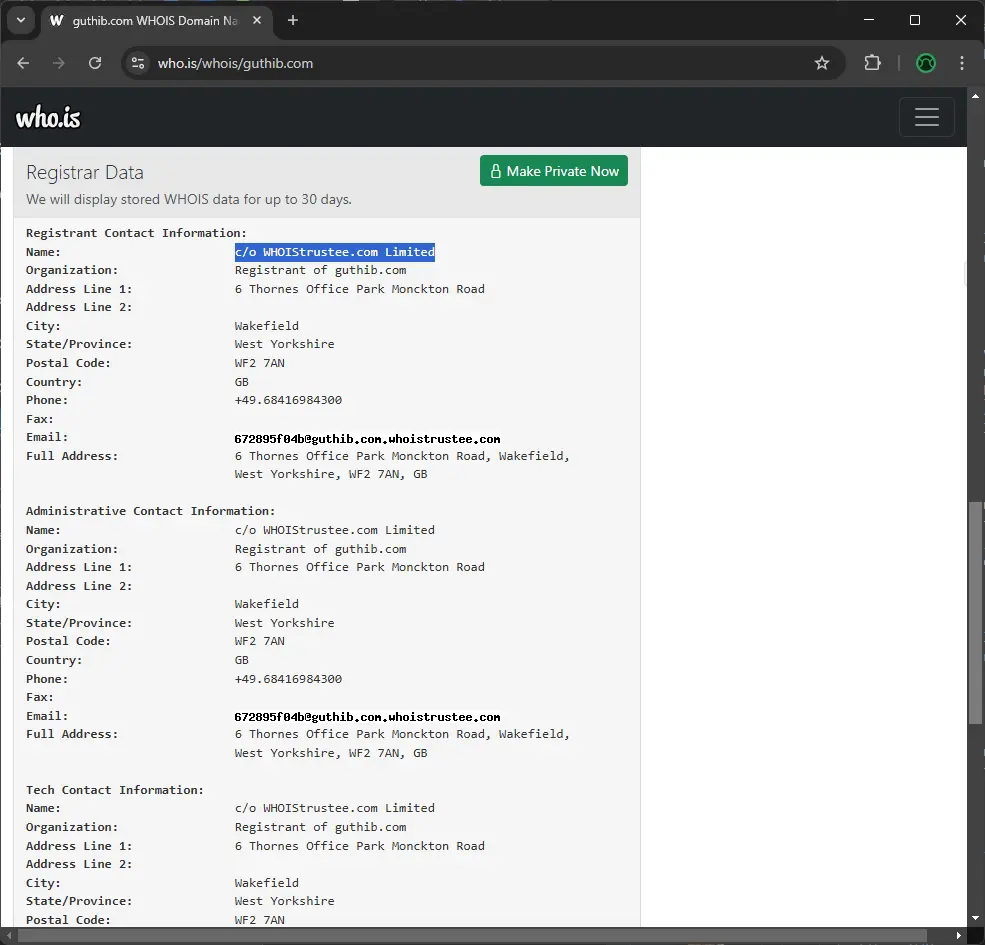 guthib.com WHOIS Domain Na
who.is/whois/guthib.com
who.is
Registrar Data
Make Private Now
We will display stored WHOIS data for up to 30 days.
Registrant Contact Information:
Name: c/o WHOIStrustee.com Limited
Organization: Registrant of guthib.com
Address Line 1: 6 Thornes Office Park Monckton Road
Address Line 2:
City: Wakefield
State/Province: West Yorkshire
Postal Code: WF2 7AN
Country: GB
Phone: +49.68416984300
Fax:
Email: 672895f04b@guthib.com.whoistrustee.com
Full Address: 6 Thornes Office Park Monckton Road, Wakefield,
West Yorkshire, WF2 7AN, GB
Administrative Contact Information:
Name: c/o WHOIStrustee.com Limited
Organization: Registrant of guthib.com
Address Line 1: 6 Thornes Office Park Monckton Road
Address Line 2:
City: Wakefield
State/Province: West Yorkshire
Postal Code: WF2 7AN
Country: GB
Phone: +49.68416984300
Fax:
Email: 672895f04b@guthib.com.whoistrustee.com
Full Address: 6 Thornes Office Park Monckton Road, Wakefield,
West Yorkshire, WF2 7AN, GB
Tech Contact Information:
Name: c/o WHOIStrustee.com Limited
Organization: Registrant of guthib.com
Address Line 1: 6 Thornes Office Park Monckton Road
Address Line 2:
City: Wakefield
State/Province: West Yorkshire
Postal Code: WF2 7AN